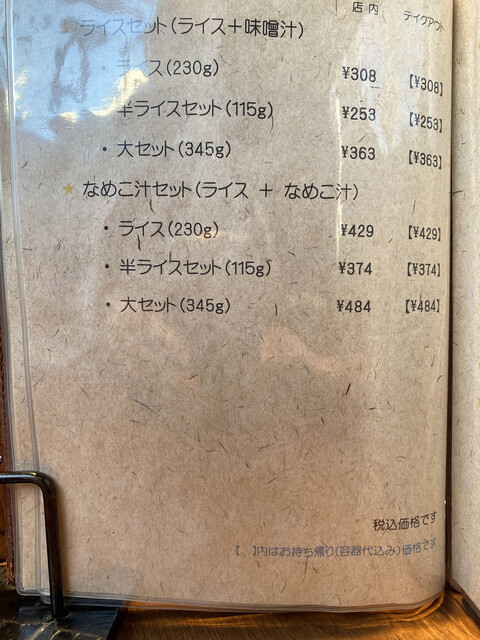 店内 テイクアウト
★ ライスセット(ライス+味噌汁)
・ライス(230g) ¥308 【¥308】
半ライスセット(115g) ¥253 【¥253】
・大セット(345g) ¥363 【¥363】
★ なめこ汁セット(ライス + なめこ汁)
・ライス(230g) ¥429 【¥429】
・半ライスセット(115g) ¥374 【¥374】
・大セット(345g) ¥484 【¥484】
税込価格です
【 】内はお持ち帰り(容器代込み)価格です